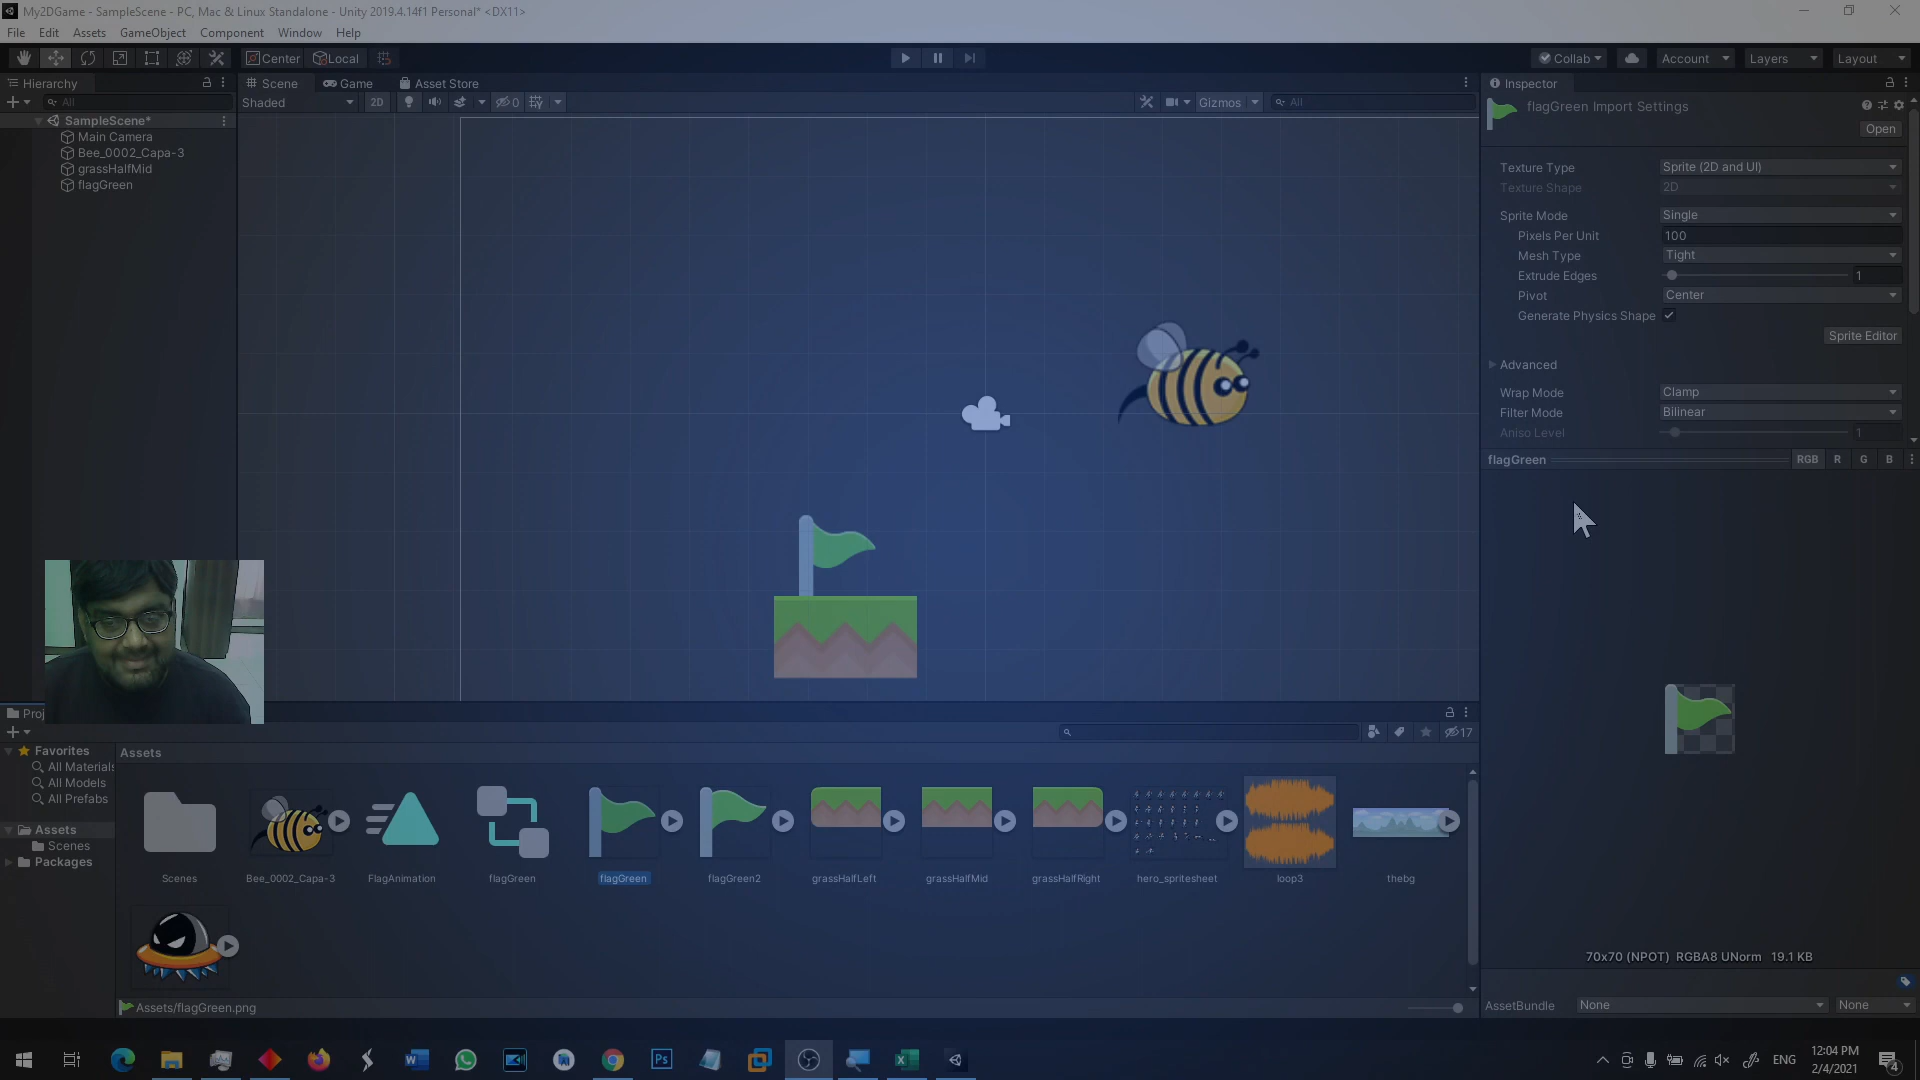 My2DGame - SampleScene - PC, Mac & Linux Standalone - Unity 2019.4.14f1 Personal* <DX11>
File Edit Assets GameObject Component Window Help
Center Local Collab Account Layers Layout
Hierarchy Scene Game Asset Store Inspector
All Shaded 2D 0 Gizmos All
flagGreen Import Settings
Open
SampleScene*
Main Camera
Bee_0002_Capa-3
grassHalfMid
flagGreen
Texture Type Sprite (2D and UI)
Texture Shape 2D
Sprite Mode Single
Pixels Per Unit 100
Mesh Type Tight
Extrude Edges 1
Pivot Center
Generate Physics Shape
Sprite Editor
Advanced
Wrap Mode Clamp
Filter Mode Bilinear
Aniso Level 1
flagGreen RGB R G B
Proj
17
Favorites
All Materials
All Models
All Prefabs
Assets
Scenes
Packages
Assets
Scenes Bee_0002_Capa-3 FlagAnimation flagGreen flagGreen flagGreen2 grassHalfLeft grassHalfMid grassHalfRight hero_spritesheet loop3 thebg
Assets/flagGreen.png
70x70 (NPOT) RGBA8 UNorm 19.1 KB
AssetBundle None None
ENG 12:04 PM
2/4/2021
4